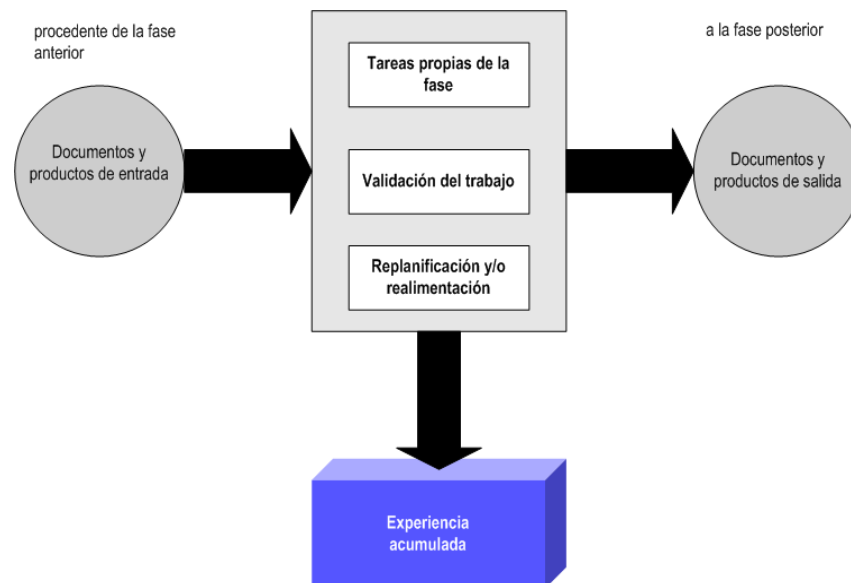 procedente de la fase
anterior
a la fase posterior
Tareas propias de la
fase
Documentos y
productos de entrada
Validación del trabajo
Documentos y
productos de salida
Replanificación y/o
realimentación
Experiencia
acumulada